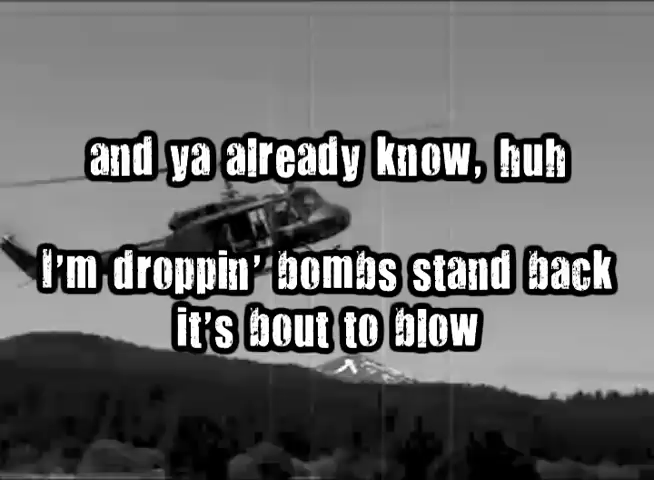 and ya already know, huh
I'm droppin' bombs stand back
it's bout to blow